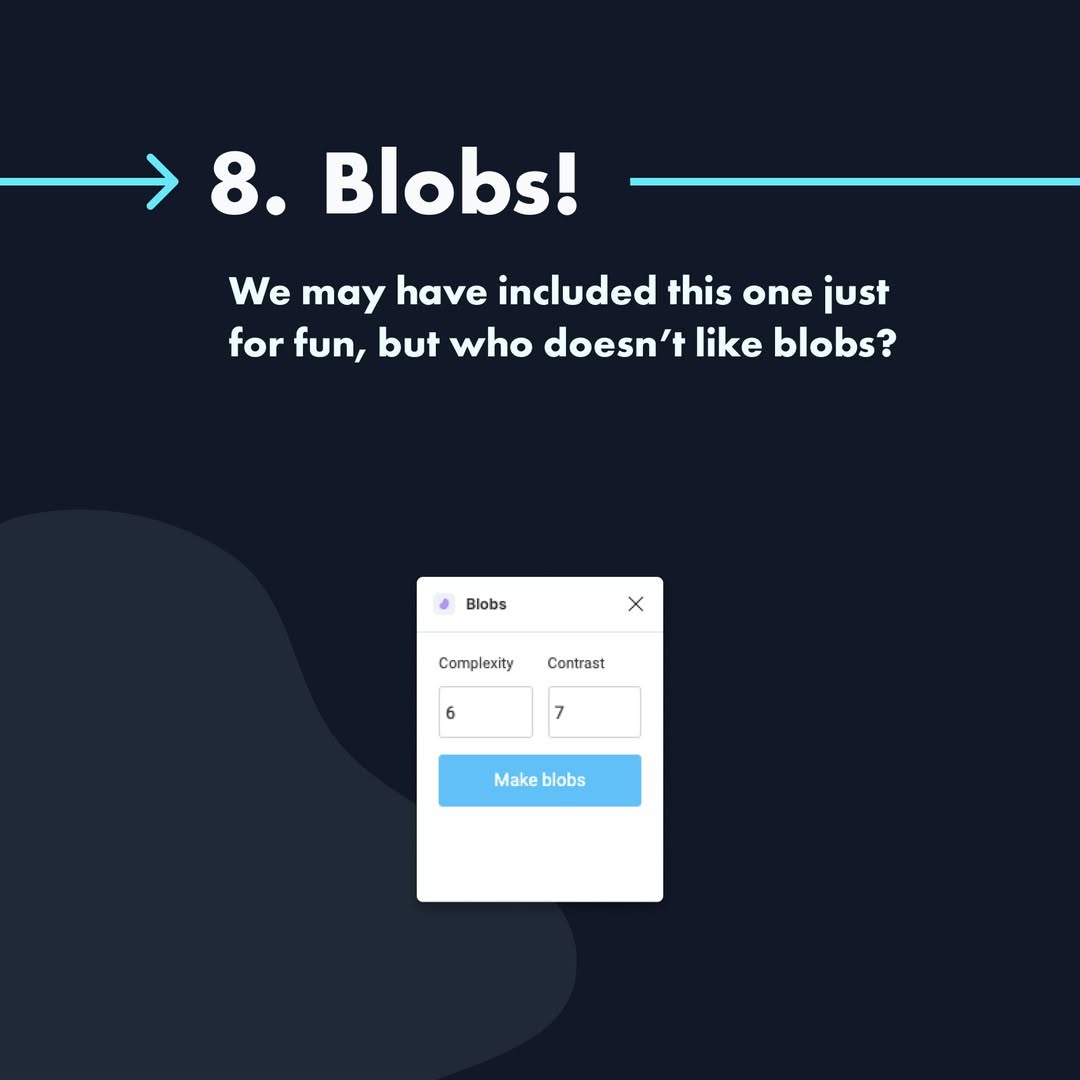 8. Blobs!
We may have included this one just
for fun, but who doesn’t like blobs?
Blobs
Complexity Contrast
6 7
Make blobs